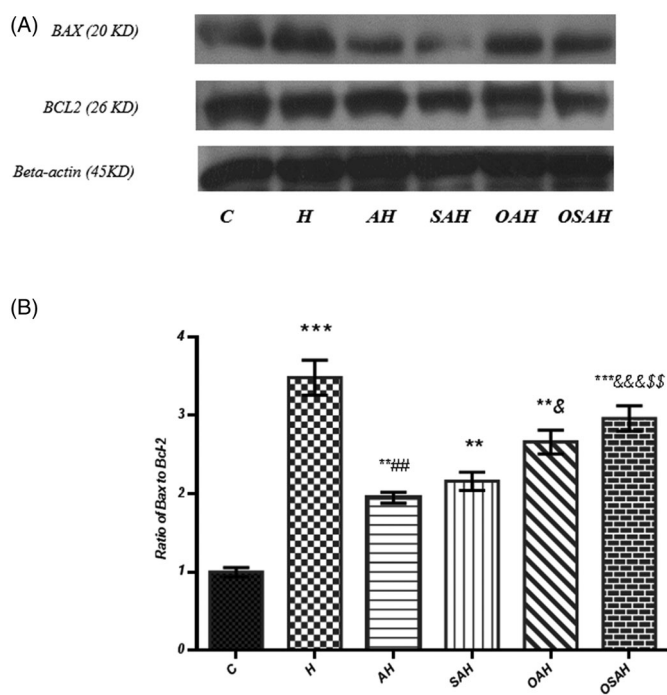 (A)
BAX (20 KD)
BCL2 (26 KD)
Beta-actin (45KD)
C H AH SAH OAH OSAH
(B)
Ratio of Bax to Bcl-2
4
3
2
1
0
***
**##
**
**&
***&&&$$
C H AH SAH OAH OSAH